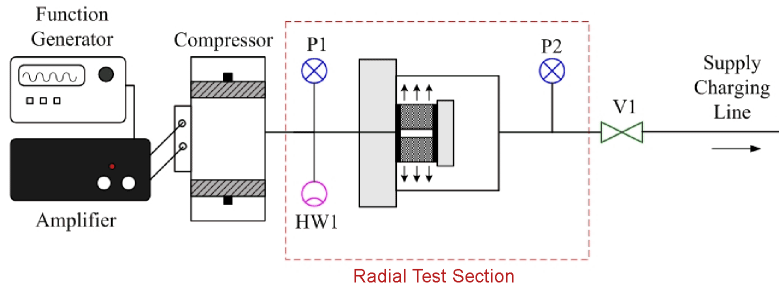 Function
Generator
Compressor
P1
P2
Supply
Charging
Line
V1
HW1
Amplifier
Radial Test Section